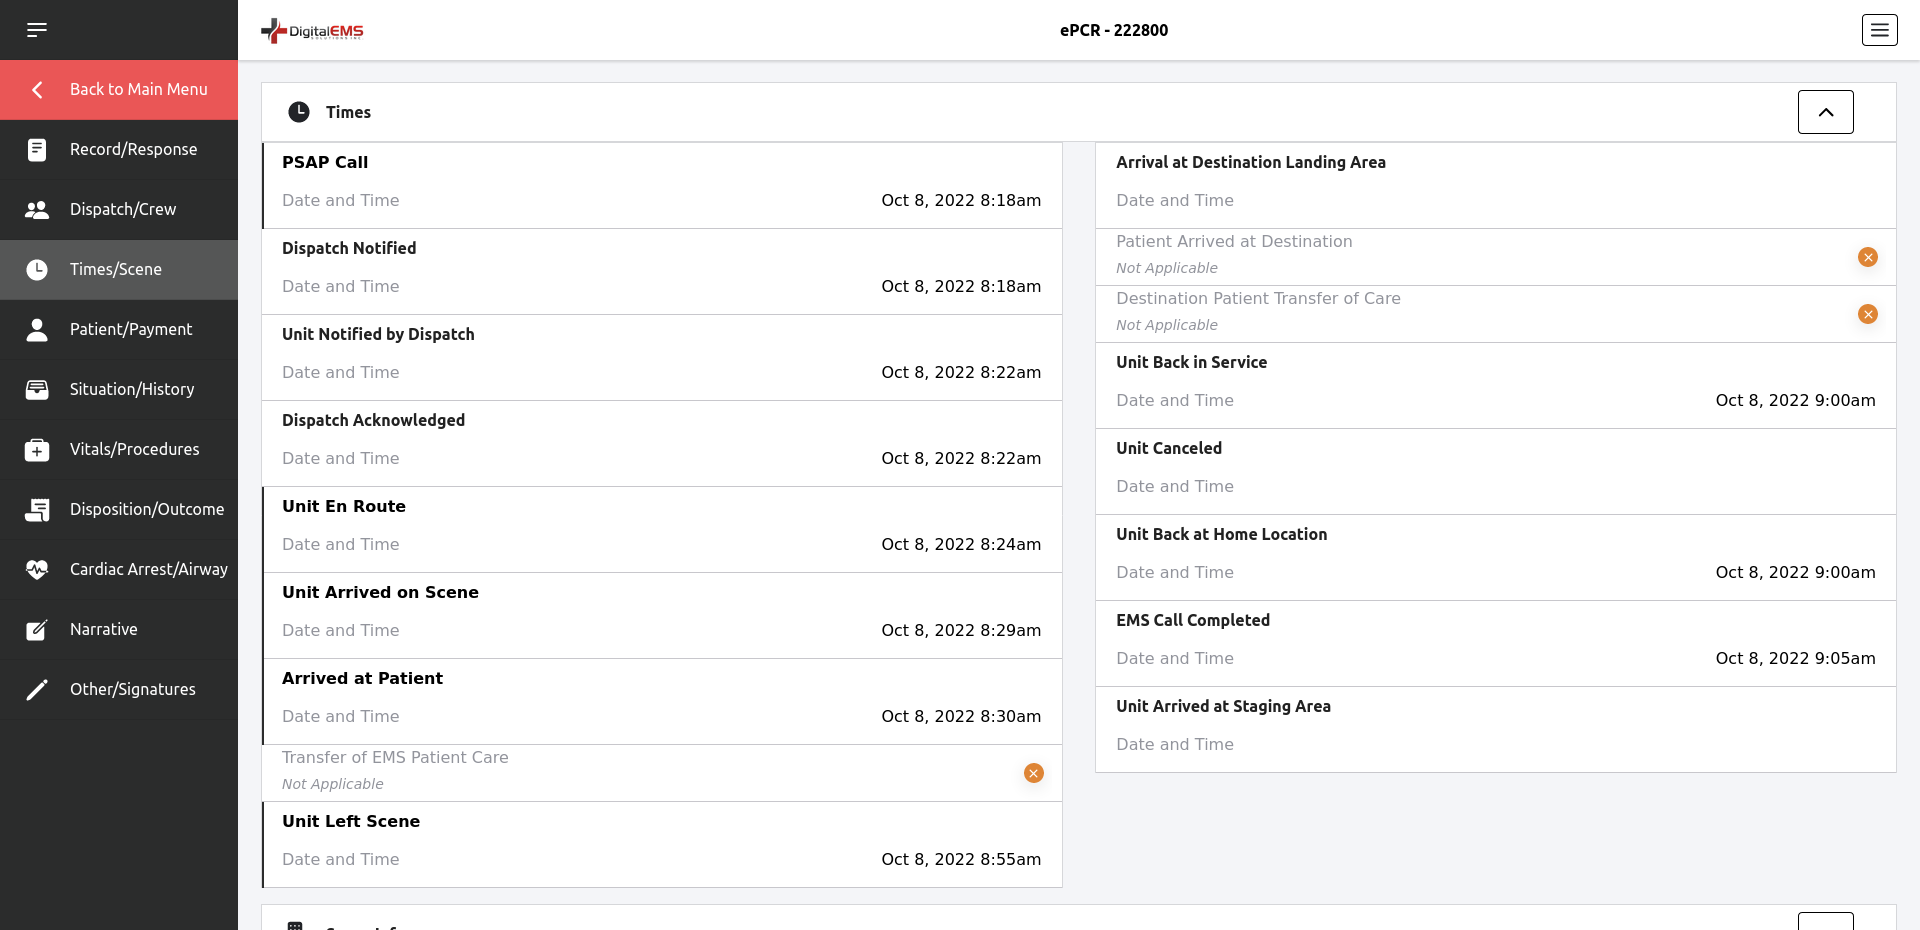 DigitalEMS
ePCR - 222800
Back to Main Menu
Record/Response
Dispatch/Crew
Times/Scene
Patient/Payment
Situation/History
Vitals/Procedures
Disposition/Outcome
Cardiac Arrest/Airway
Narrative
Other/Signatures
Times
PSAP Call
Date and Time Oct 8, 2022 8:18am
Dispatch Notified
Date and Time Oct 8, 2022 8:18am
Unit Notified by Dispatch
Date and Time Oct 8, 2022 8:22am
Dispatch Acknowledged
Date and Time Oct 8, 2022 8:22am
Unit En Route
Date and Time Oct 8, 2022 8:24am
Unit Arrived on Scene
Date and Time Oct 8, 2022 8:29am
Arrived at Patient
Date and Time Oct 8, 2022 8:30am
Transfer of EMS Patient Care
Not Applicable
Unit Left Scene
Date and Time Oct 8, 2022 8:55am
Arrival at Destination Landing Area
Date and Time
Patient Arrived at Destination
Not Applicable
Destination Patient Transfer of Care
Not Applicable
Unit Back in Service
Date and Time Oct 8, 2022 9:00am
Unit Canceled
Date and Time
Unit Back at Home Location
Date and Time Oct 8, 2022 9:00am
EMS Call Completed
Date and Time Oct 8, 2022 9:05am
Unit Arrived at Staging Area
Date and Time